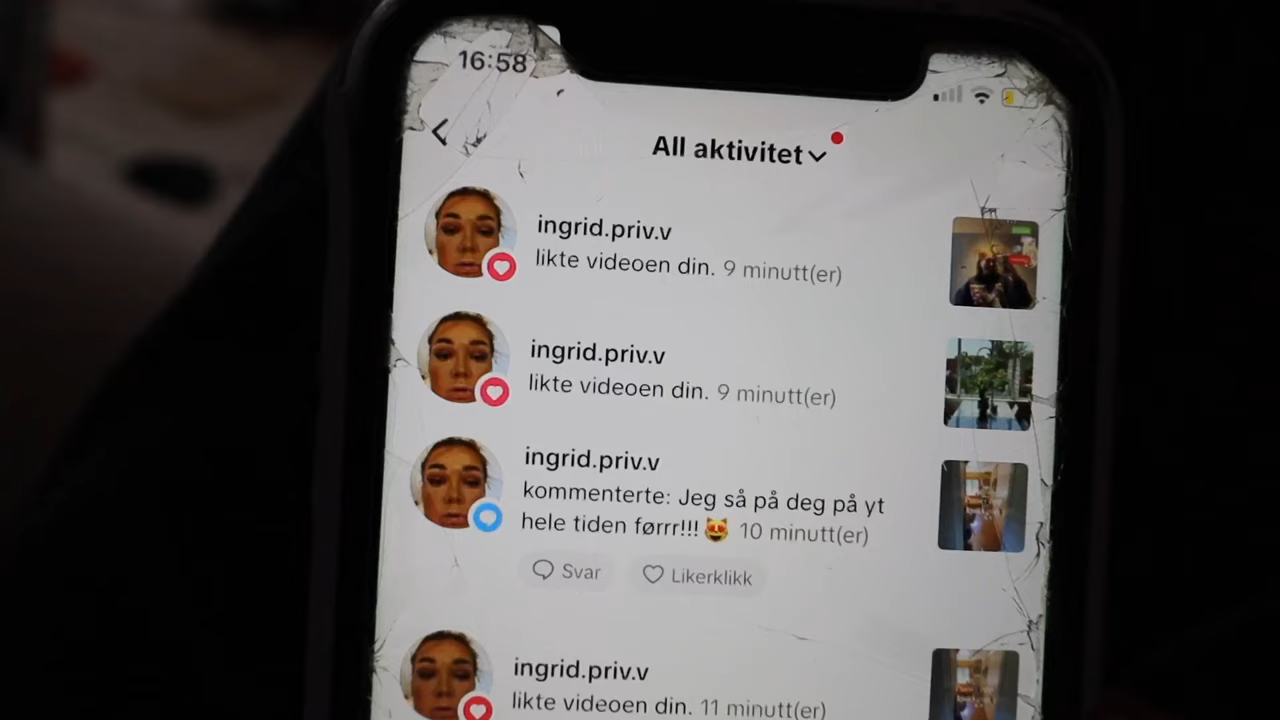 16:58
All aktivitet
ingrid.priv.v
likte videoen din. 9 minutt(er)
ingrid.priv.v
likte videoen din. 9 minutt(er)
ingrid.priv.v
kommenterte: Jeg så på deg på yt
hele tiden førrr!!!😻 10 minutt(er)
Svar
Likerklikk
ingrid.priv.v
likte videoen din. 11 minutt(er)